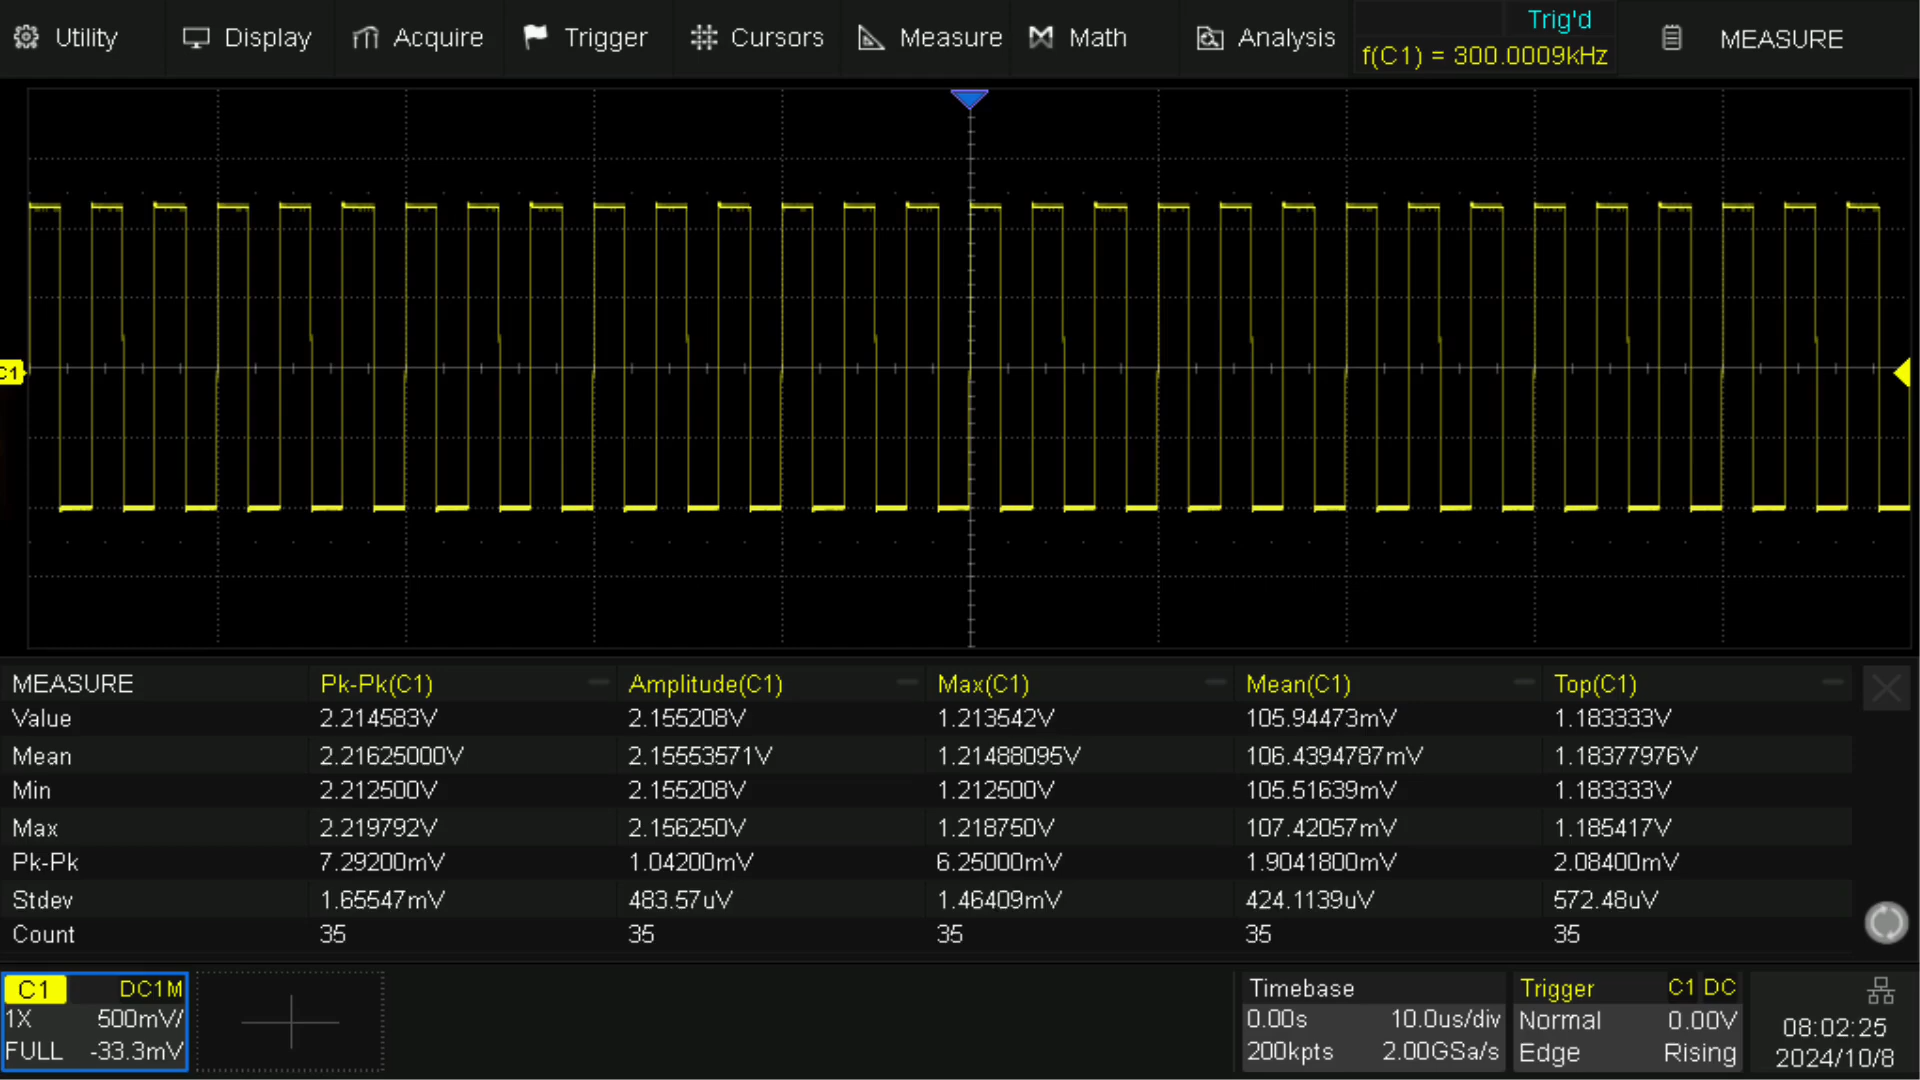 Utility Display Acquire Trigger Cursors Measure Math Analysis Trig'd MEASURE
f(C1) = 300.0009kHz
C1
MEASURE Pk-Pk(C1) Amplitude(C1) Max(C1) Mean(C1) Top(C1)
Value 2.214583V 2.155208V 1.213542V 105.94473mV 1.183333V
Mean 2.21625000V 2.15553571V 1.21488095V 106.4394787mV 1.18377976V
Min 2.212500V 2.155208V 1.212500V 105.51639mV 1.183333V
Max 2.219792V 2.156250V 1.218750V 107.42057mV 1.185417V
Pk-Pk 7.29200mV 1.04200mV 6.25000mV 1.9041800mV 2.08400mV
Stdev 1.65547mV 483.57uV 1.46409mV 424.1139uV 572.48uV
Count 35 35 35 35 35
C1 DC1M
1X 500mV/
FULL -33.3mV
Timebase
0.00s 10.0us/div
200kpts 2.00GSa/s
Trigger C1 DC
Normal 0.00V
Edge Rising
08:02:25
2024/10/8